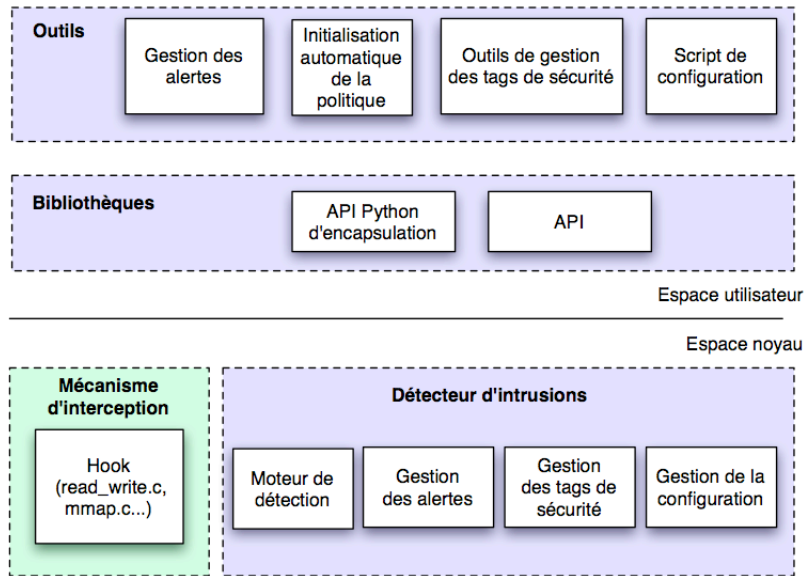 Outils
Gestion des
alertes
Initialisation
automatique
de la
politique
Outils de gestion
des tags de sécurité
Script de
configuration
Bibliothèques
API Python
d'encapsulation
API
Espace utilisateur
Espace noyau
Mécanisme
d'interception
Hook
(read_write.c,
mmap.c...)
Détecteur d'intrusions
Moteur de
détection
Gestion
des alertes
Gestion
des tags de
sécurité
Gestion de la
configuration